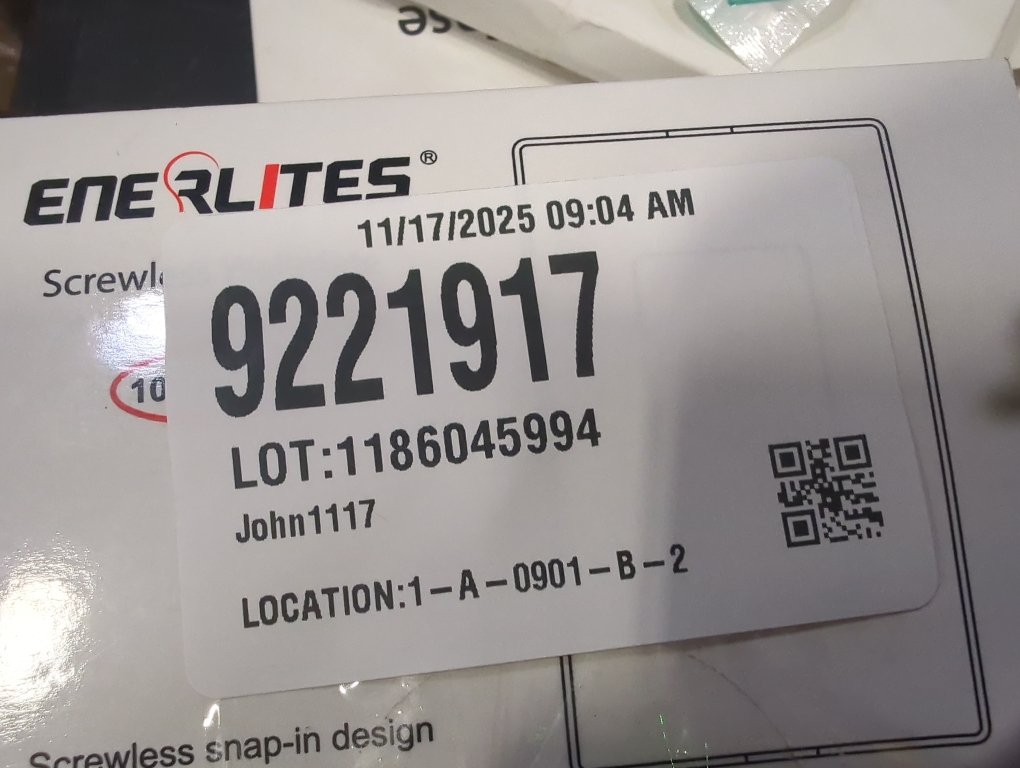 ENERLITES®
11/17/2025 09:04 AM
9221917
LOT:1186045994
John1117
LOCATION:1-A-0901-B-2
10
Screwless snap-in design